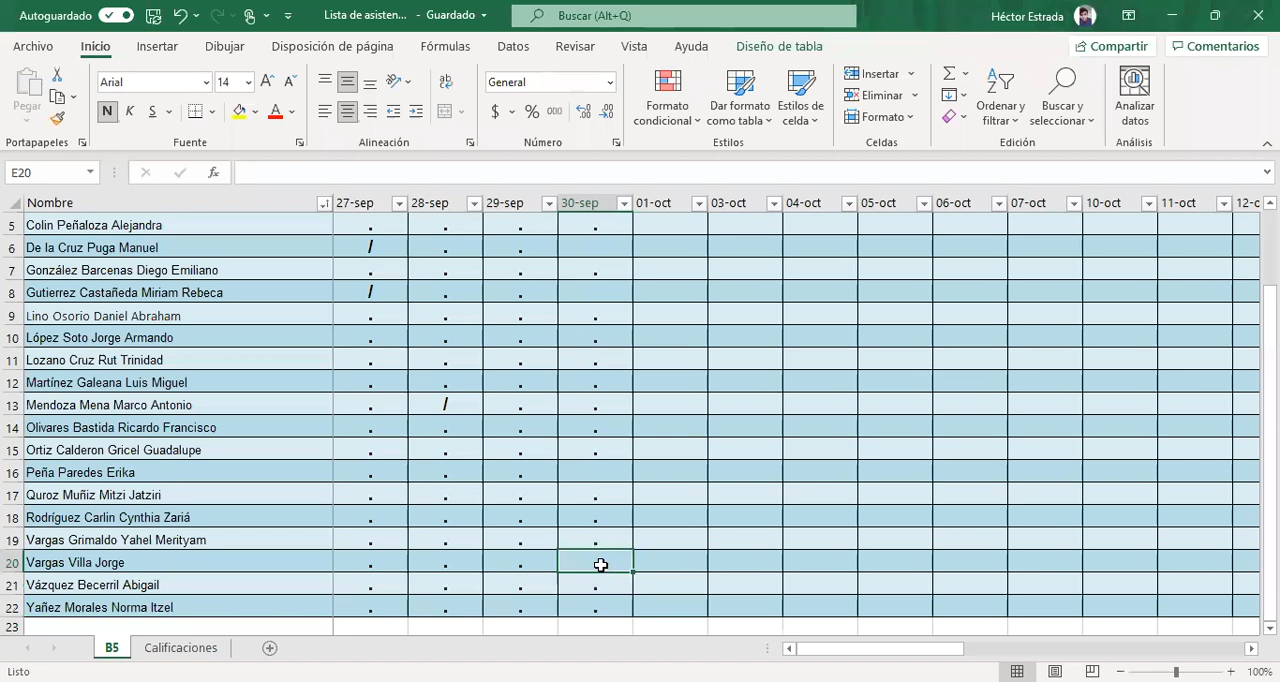 Autoguardado
Lista de asisten... - Guardado
Buscar (Alt+Q)
Héctor Estrada
Archivo Inicio Insertar Dibujar Disposición de página Fórmulas Datos Revisar Vista Ayuda Diseño de tabla Compartir Comentarios
Pegar
Arial 14
N K S
General
$ % 000
Formato condicional
Dar formato como tabla
Estilos de celda
Insertar
Eliminar
Formato
Ordenar y filtrar
Buscar y seleccionar
Analizar datos
Portapapeles Fuente Alineación Número Estilos Celdas Edición Análisis
E20 fx
Nombre 27-sep 28-sep 29-sep 30-sep 01-oct 03-oct 04-oct 05-oct 06-oct 07-oct 10-oct 11-oct 12-c
5 Colin Peñaloza Alejandra . . . .
6 De la Cruz Puga Manuel / . .
7 González Barcenas Diego Emiliano . . . .
8 Gutierrez Castañeda Miriam Rebeca / . .
9 Lino Osorio Daniel Abraham . . . .
10 López Soto Jorge Armando . . . .
11 Lozano Cruz Rut Trinidad . . . .
12 Martínez Galeana Luis Miguel . . . .
13 Mendoza Mena Marco Antonio . / . .
14 Olivares Bastida Ricardo Francisco . . . .
15 Ortiz Calderon Gricel Guadalupe . . . .
16 Peña Paredes Erika . . .
17 Quroz Muñiz Mitzi Jatziri . . . .
18 Rodríguez Carlin Cynthia Zariá . . . .
19 Vargas Grimaldo Yahel Merityam . . . .
20 Vargas Villa Jorge . . .
21 Vázquez Becerril Abigail . . . .
22 Yañez Morales Norma Itzel . . . .
23
B5 Calificaciones
Listo 100%